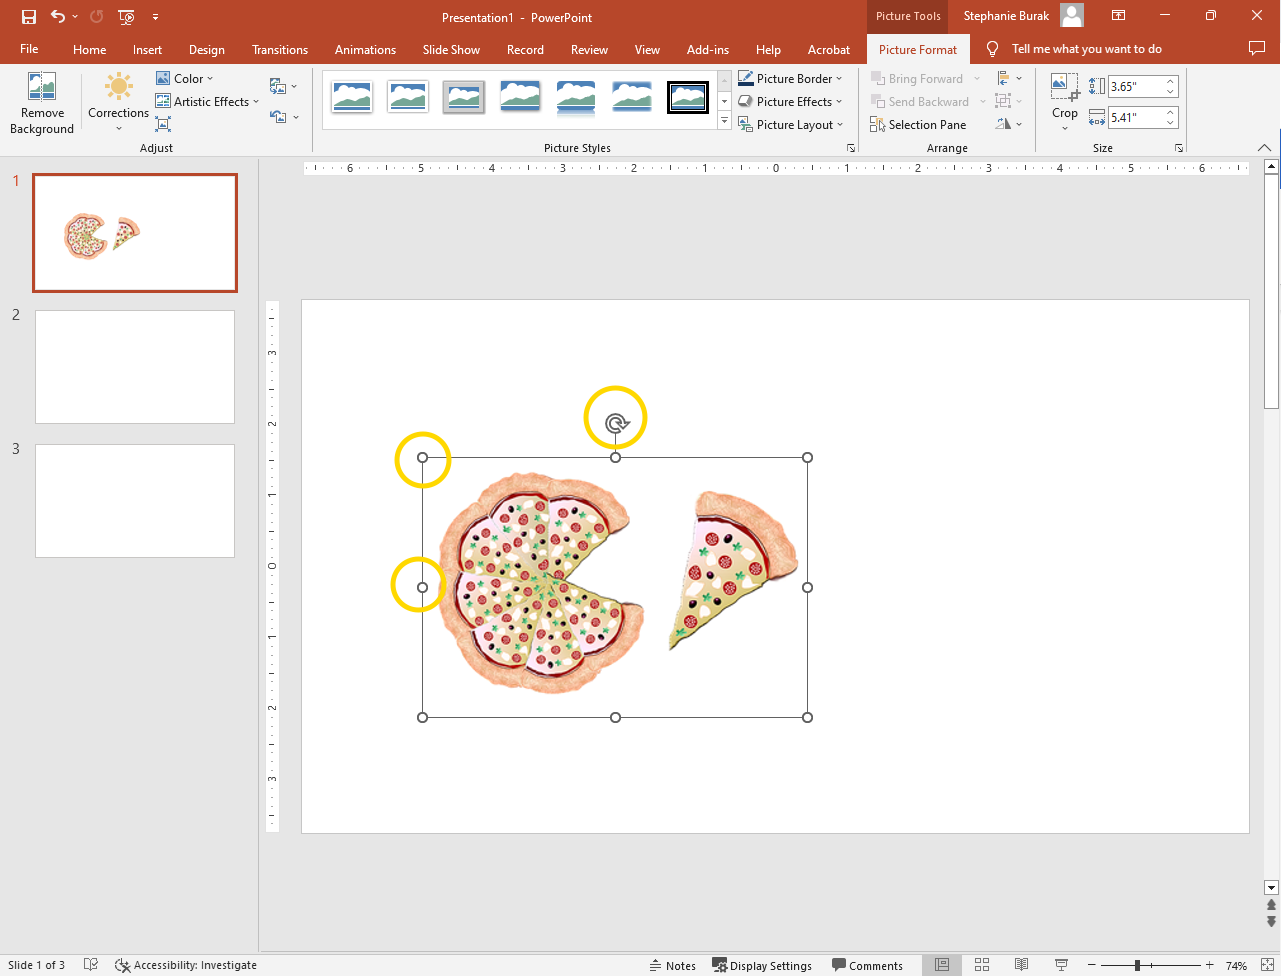 Presentation1 - PowerPoint
Picture Tools
Stephanie Burak
File Home Insert Design Transitions Animations Slide Show Record Review View Add-ins Help Acrobat Picture Format Tell me what you want to do
Remove Background
Corrections
Color
Artistic Effects
Adjust
Picture Border
Picture Effects
Picture Layout
Picture Styles
Bring Forward
Send Backward
Selection Pane
Arrange
Crop
3.65"
5.41"
Size
6 5 4 3 2 1 0 1 2 3 4 5 6
1
2
3
3
2
1
0
1
2
3
Slide 1 of 3
Accessibility: Investigate
Notes
Display Settings
Comments
74%